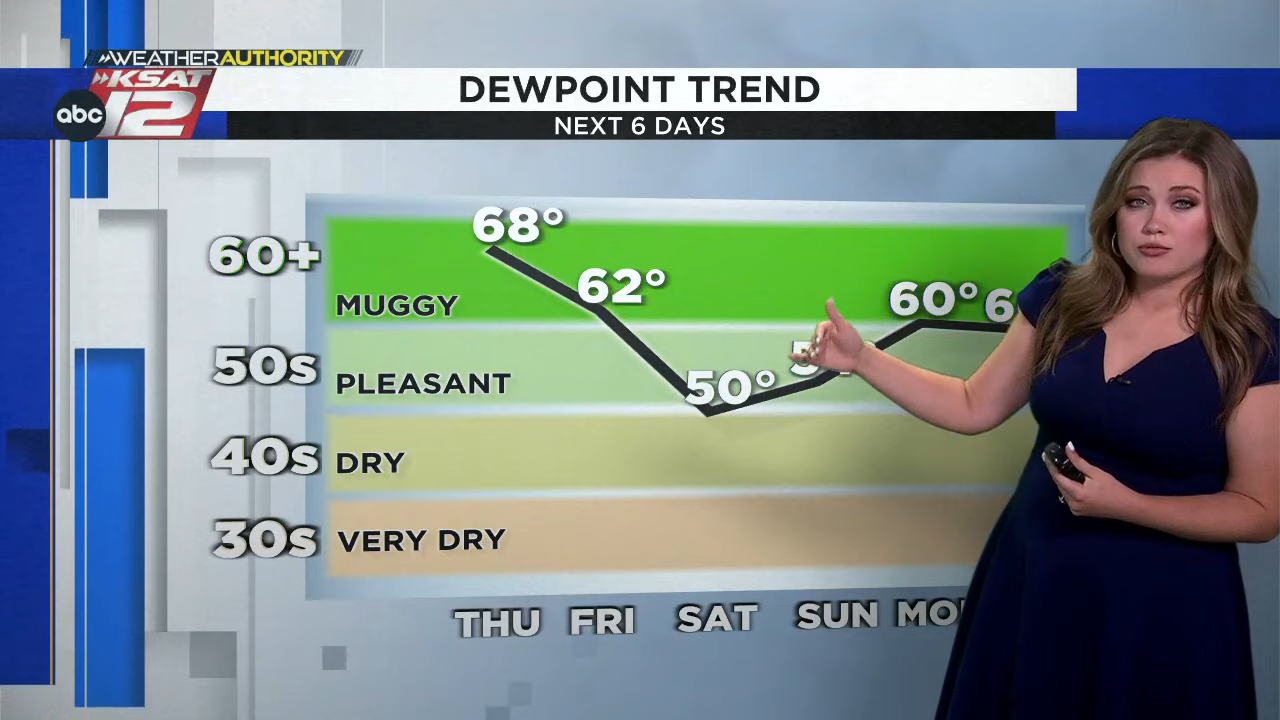 WEATHER AUTHORITY
KSAT
abc 12
DEWPOINT TREND
NEXT 6 DAYS
68°
60+
62°
60°
MUGGY
50s
PLEASANT
50°
40s
DRY
30s
VERY DRY
THU FRI SAT SUN